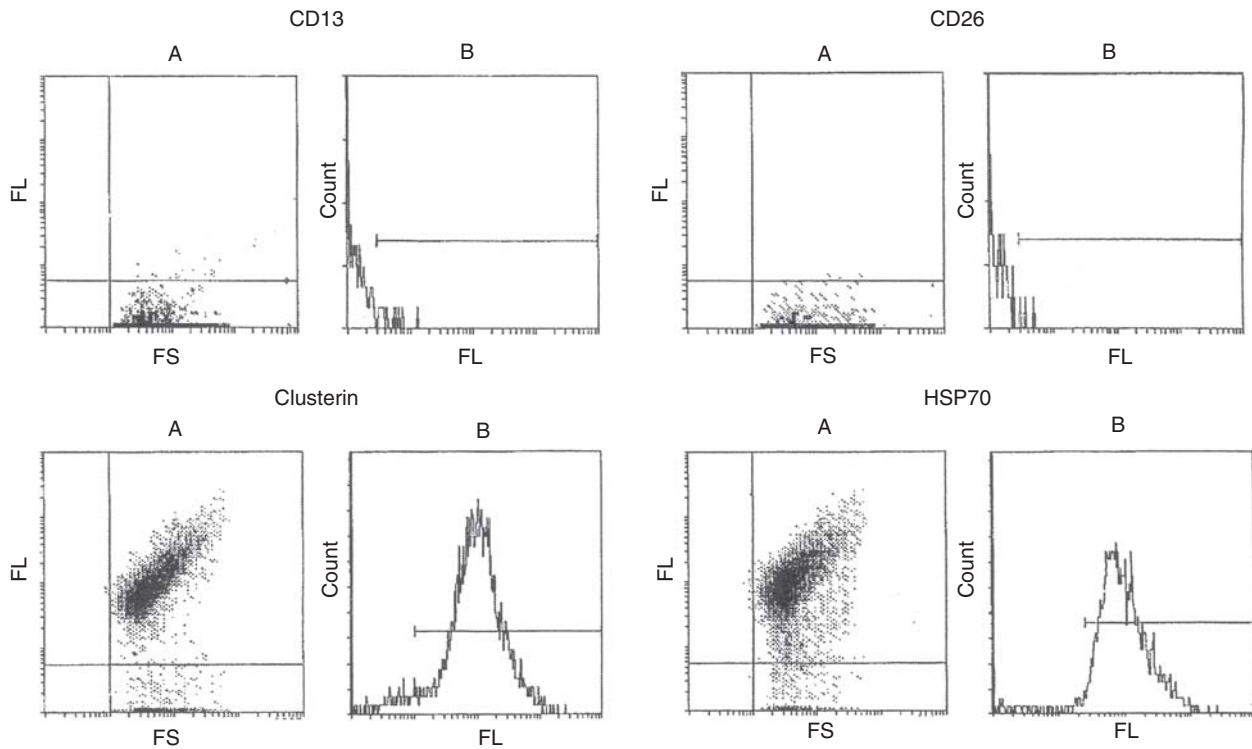 CD13
A
B
FL
FS
Count
FL
CD26
A
B
FL
FS
Count
FL
Clusterin
A
B
FL
FS
Count
FL
HSP70
A
B
FL
FS
Count
FL